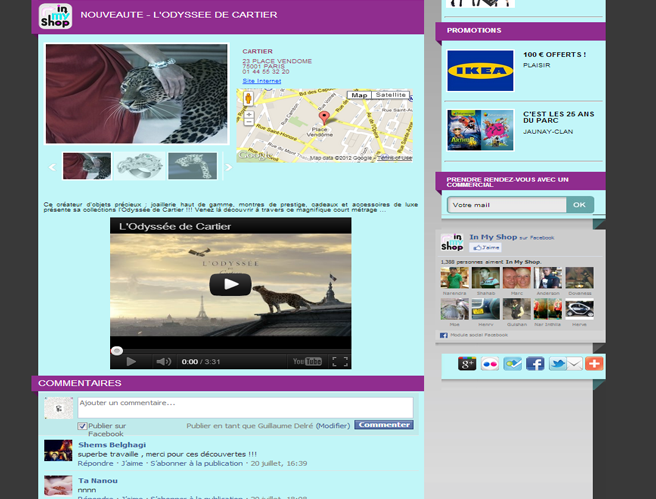 in my Shop
NOUVEAUTE - L'ODYSSEE DE CARTIER
CARTIER
23 PLACE VENDOME
75001 PARIS
01 44 55 32 20
Site Internet
Map
Satellite
Place Vendôme
Map data ©2012 Google - Terms of Use
Ce créateur d'objets précieux : joaillerie haut de gamme, montres de prestige, cadeaux et accessoires de luxe
présente sa collections l'Odyssée de Cartier !!! Venez là découvrir à travers ce magnifique court métrage ...
L'Odyssée de Cartier
L'ODYSSÉE
0:00 / 3:31
YouTube
COMMENTAIRES
Ajouter un commentaire...
Publier sur Facebook
Publier en tant que Guillaume Delré (Modifier)
Commenter
Shems Belghagi
superbe travaille , merci pour ces découvertes !!!
Répondre · J'aime · S'abonner à la publication · 20 juillet, 16:39
Ta Nanou
nnnn
PROMOTIONS
IKEA
100 € OFFERTS !
PLAISIR
C'EST LES 25 ANS DU PARC
JAUNAY-CLAN
PRENDRE RENDEZ-VOUS AVEC UN COMMERCIAL
Votre mail
OK
in my Shop
In My Shop sur Facebook
J'aime
1,388 personnes aiment In My Shop.
Module social Facebook